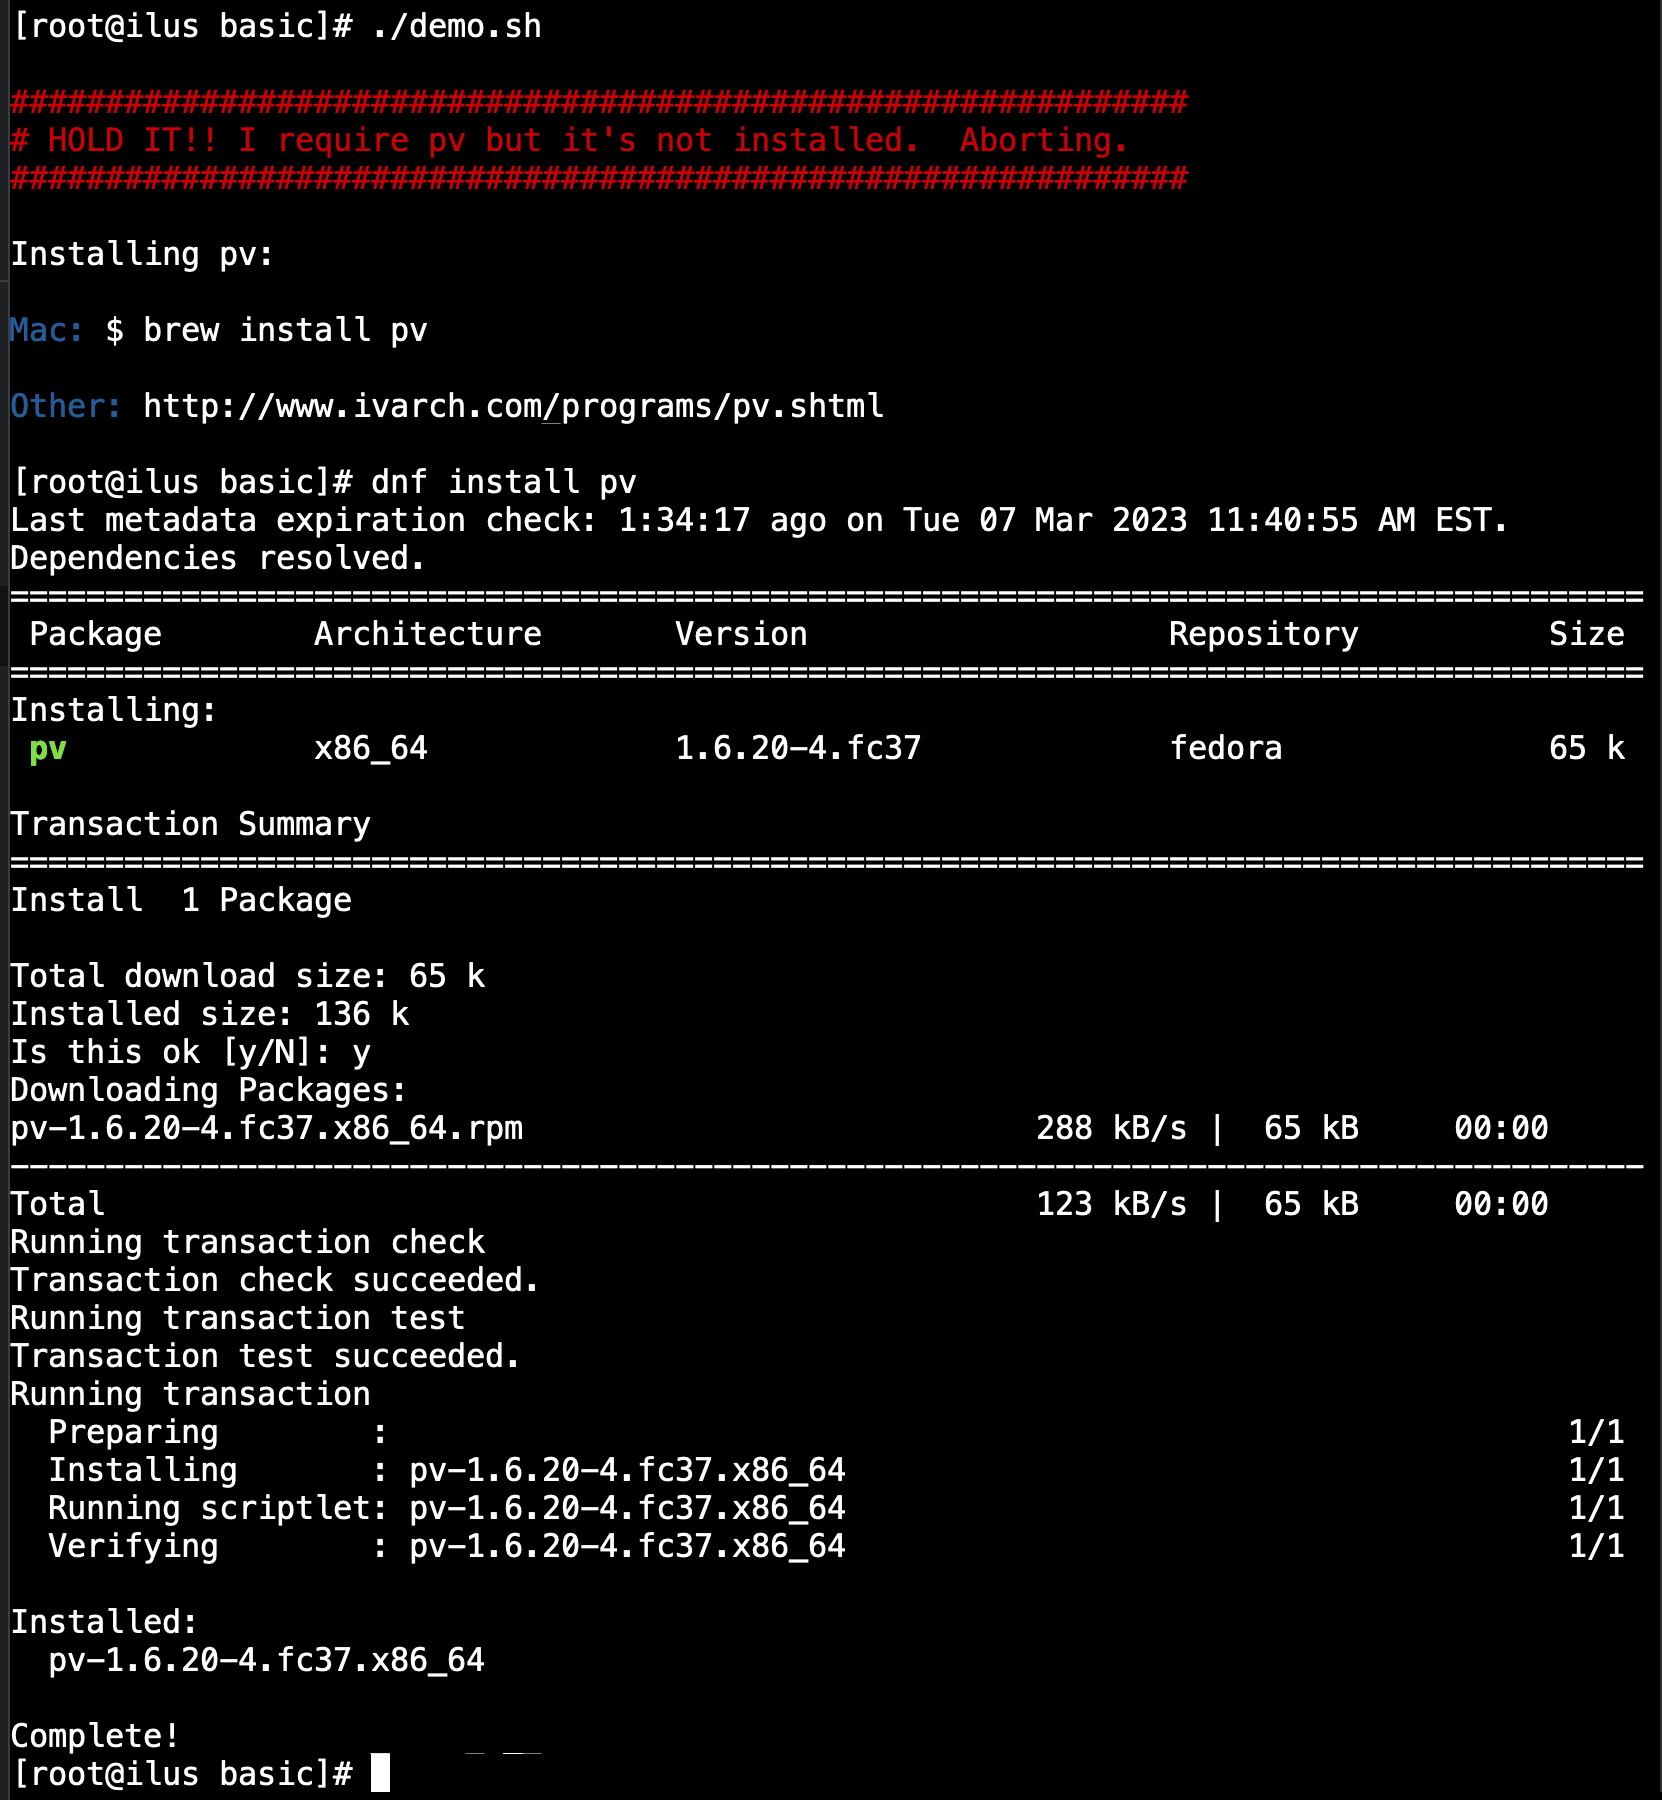 [root@ilus basic]# ./demo.sh
##############################################################
# HOLD IT!! I require pv but it's not installed.  Aborting.
##############################################################
Installing pv:
Mac: $ brew install pv
Other: http://www.ivarch.com/programs/pv.shtml
[root@ilus basic]# dnf install pv
Last metadata expiration check: 1:34:17 ago on Tue 07 Mar 2023 11:40:55 AM EST.
Dependencies resolved.
======================================================================================
 Package        Architecture       Version                   Repository          Size
======================================================================================
Installing:
 pv             x86_64             1.6.20-4.fc37             fedora              65 k
Transaction Summary
======================================================================================
Install  1 Package
Total download size: 65 k
Installed size: 136 k
Is this ok [y/N]: y
Downloading Packages:
pv-1.6.20-4.fc37.x86_64.rpm                           288 kB/s |  65 kB     00:00
--------------------------------------------------------------------------------------
Total                                                 123 kB/s |  65 kB     00:00
Running transaction check
Transaction check succeeded.
Running transaction test
Transaction test succeeded.
Running transaction
  Preparing        :                                                              1/1
  Installing       : pv-1.6.20-4.fc37.x86_64                                      1/1
  Running scriptlet: pv-1.6.20-4.fc37.x86_64                                      1/1
  Verifying        : pv-1.6.20-4.fc37.x86_64                                      1/1
Installed:
  pv-1.6.20-4.fc37.x86_64
Complete!
[root@ilus basic]#